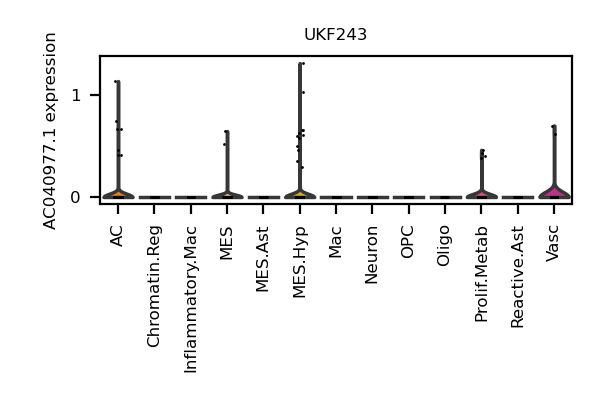 UKF243
AC040977.1 expression
1
0
AC
Chromatin.Reg
Inflammatory.Mac
MES
MES.Ast
MES.Hyp
Mac
Neuron
OPC
Oligo
Prolif.Metab
Reactive.Ast
Vasc